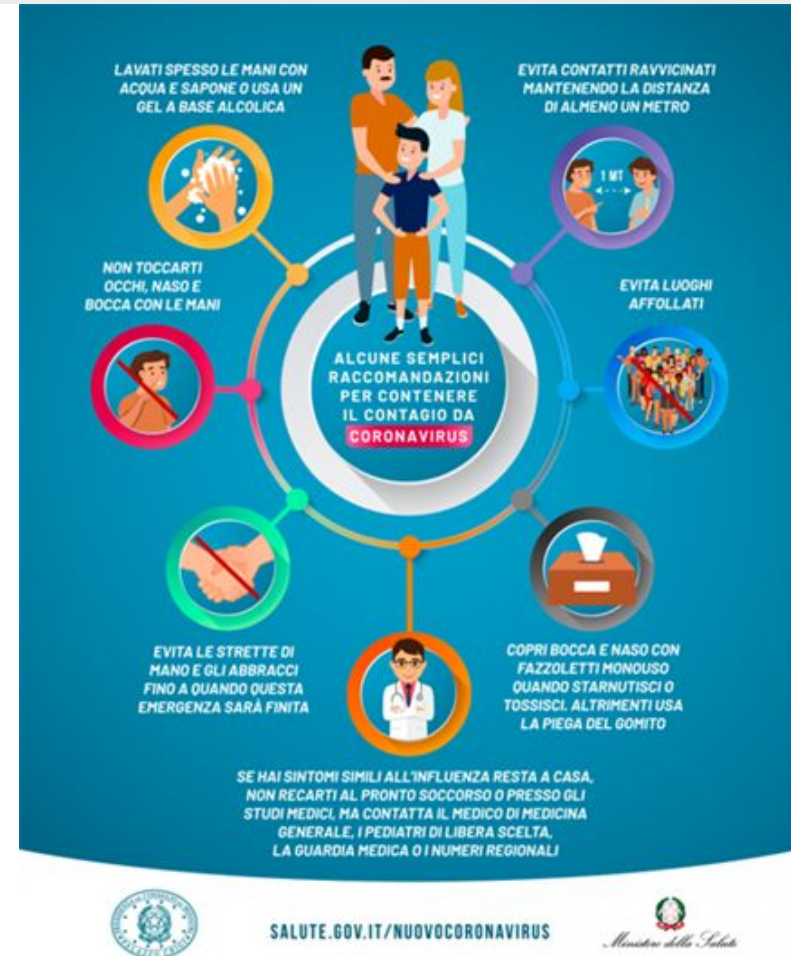 LAVATI SPESSO LE MANI CON
ACQUA E SAPONE O USA UN
GEL A BASE ALCOLICA
EVITA CONTATTI RAVVICINATI
MANTENENDO LA DISTANZA
DI ALMENO UN METRO
1 MT
NON TOCCARTI
OCCHI, NASO E
BOCCA CON LE MANI
EVITA LUOGHI
AFFOLLATI
ALCUNE SEMPLICI
RACCOMANDAZIONI
PER CONTENERE
IL CONTAGIO DA
CORONAVIRUS
EVITA LE STRETTE DI
MANO E GLI ABBRACCI
FINO A QUANDO QUESTA
EMERGENZA SARÀ FINITA
COPRI BOCCA E NASO CON
FAZZOLETTI MONOUSO
QUANDO STARNUTISCI O
TOSSISCI. ALTRIMENTI USA
LA PIEGA DEL GOMITO
SE HAI SINTOMI SIMILI ALL'INFLUENZA RESTA A CASA,
NON RECARTI AL PRONTO SOCCORSO O PRESSO GLI
STUDI MEDICI, MA CONTATTA IL MEDICO DI MEDICINA
GENERALE, I PEDIATRI DI LIBERA SCELTA,
LA GUARDIA MEDICA O I NUMERI REGIONALI
SALUTE.GOV.IT/NUOVOCORONAVIRUS
Ministero della Salute